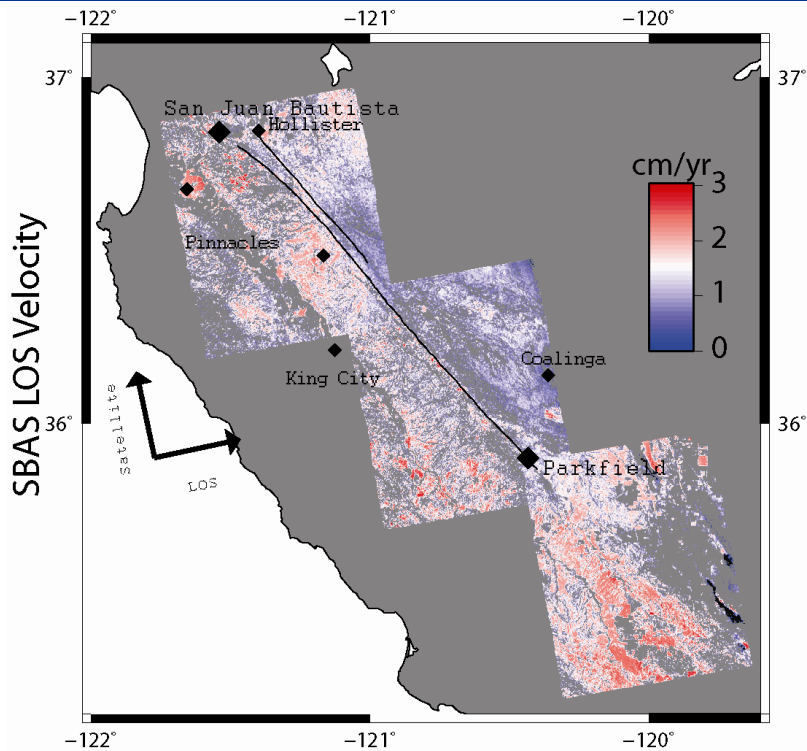 −122° −121° −120°
37° 37°
San Juan Bautista
Hollister
cm/yr
3
2
Pinnacles
1
0
Coalinga
King City
36° 36°
SBAS LOS Velocity
Satellite
LOS
Parkfield
−122° −121° −120°